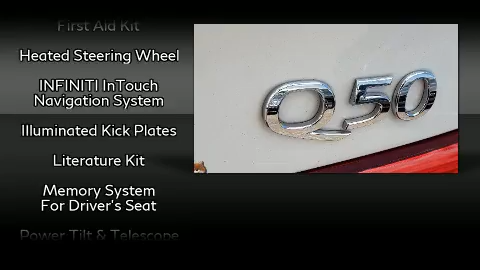 First Aid Kit
Heated Steering Wheel
INFINITI InTouch
Navigation System
Illuminated Kick Plates
Literature Kit
Memory System
For Driver's Seat
Power Tilt & Telescope
Q50